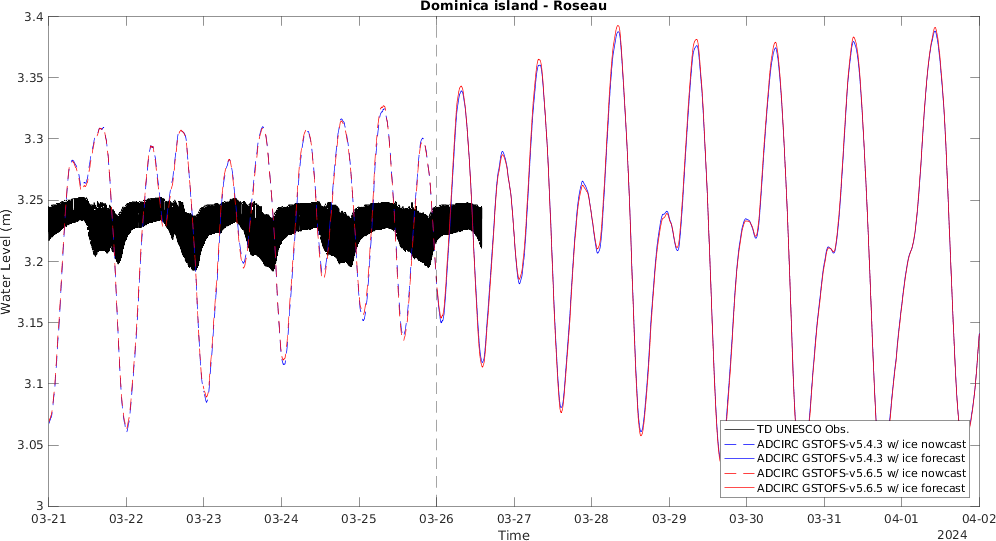 Dominica island - Roseau
3.4
3.35
3.3
3.25
3.2
3.15
3.1
3.05
3
Water Level (m)
TD UNESCO Obs.
ADCIRC GSTOFS-v5.4.3 w/ ice nowcast
ADCIRC GSTOFS-v5.4.3 w/ ice forecast
ADCIRC GSTOFS-v5.6.5 w/ ice nowcast
ADCIRC GSTOFS-v5.6.5 w/ ice forecast
03-21 03-22 03-23 03-24 03-25 03-26 03-27 03-28 03-29 03-30 03-31 04-01 04-02
Time
2024